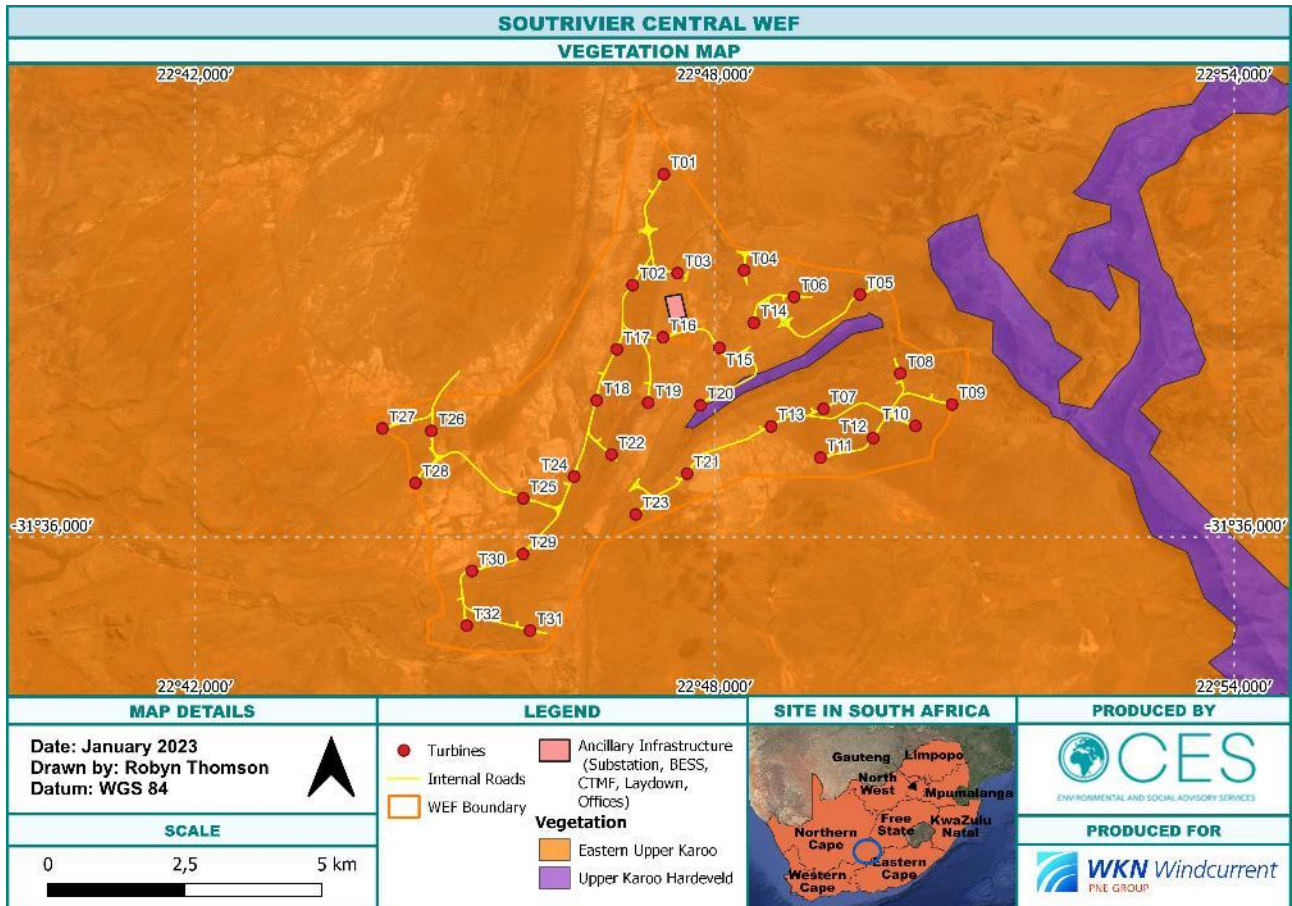 SOUTRIVIER CENTRAL WEF
VEGETATION MAP
22°42,000′
22°48,000′
22°54,000′
T01
T02
T03
T04
T06
T05
T14
T16
T17
T15
T08
T18
T19
T20
T07
T09
T13
T10
T27
T26
T12
T11
T22
T28
T24
T21
T25
T23
-31°36,000′
-31°36,000′
T29
T30
T32
T31
22°42,000′
22°48,000′
22°54,000′
MAP DETAILS
Date: January 2023
Drawn by: Robyn Thomson
Datum: WGS 84
SCALE
0 2,5 5 km
LEGEND
Turbines
Internal Roads
WEF Boundary
Ancillary Infrastructure
(Substation, BESS,
CTMF, Laydown,
Offices)
Vegetation
Eastern Upper Karoo
Upper Karoo Hardeveld
SITE IN SOUTH AFRICA
Gauteng
Limpopo
North
West
Mpumalanga
Free
State
KwaZulu
Natal
Northern
Cape
Eastern
Cape
Western
Cape
PRODUCED BY
CES
ENVIRONMENTAL AND SOCIAL ADVISORY SERVICES
PRODUCED FOR
WKN Windcurrent
PNE GROUP